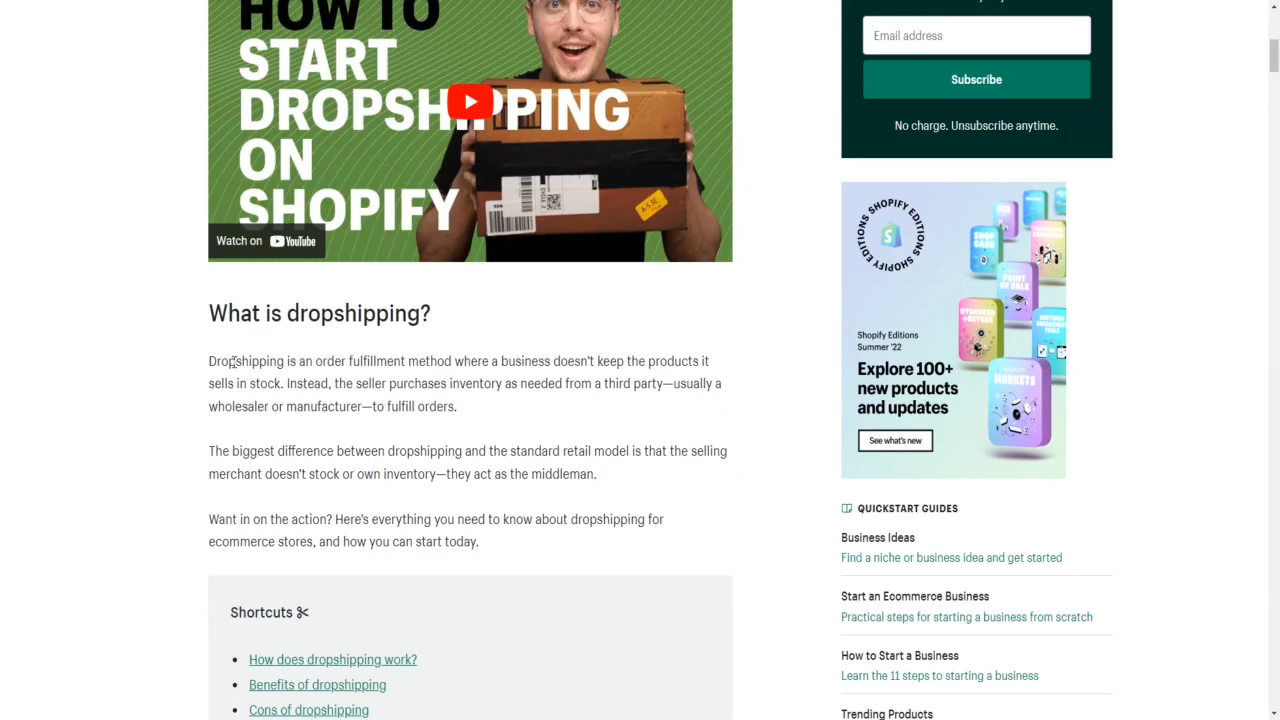 HOW TO
START
DROPSHIPPING
ON
SHOPIFY
Watch on YouTube
What is dropshipping?
Dropshipping is an order fulfillment method where a business doesn't keep the products it
sells in stock. Instead, the seller purchases inventory as needed from a third party—usually a
wholesaler or manufacturer—to fulfill orders.
The biggest difference between dropshipping and the standard retail model is that the selling
merchant doesn't stock or own inventory—they act as the middleman.
Want in on the action? Here's everything you need to know about dropshipping for
ecommerce stores, and how you can start today.
Shortcuts ✂
• How does dropshipping work?
• Benefits of dropshipping
• Cons of dropshipping
Email address
Subscribe
No charge. Unsubscribe anytime.
SHOPIFY EDITIONS SHOPIFY EDITIONS
SHOP
CASH
POINT
OF SALE
MARKETS
Shopify Editions
Summer '22
Explore 100+
new products
and updates
See what's new
QUICKSTART GUIDES
Business Ideas
Find a niche or business idea and get started
Start an Ecommerce Business
Practical steps for starting a business from scratch
How to Start a Business
Learn the 11 steps to starting a business
Trending Products